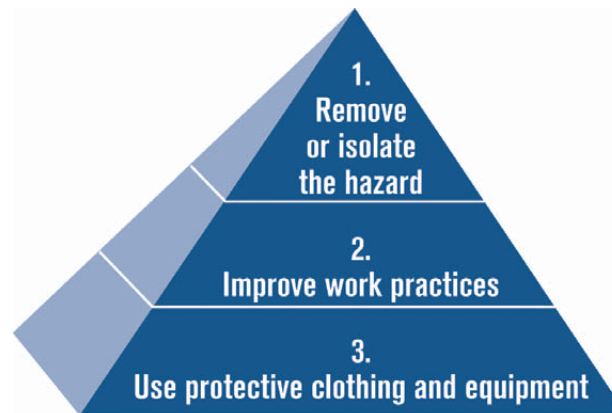 1.
Remove
or isolate
the hazard
2.
Improve work practices
3.
Use protective clothing and equipment